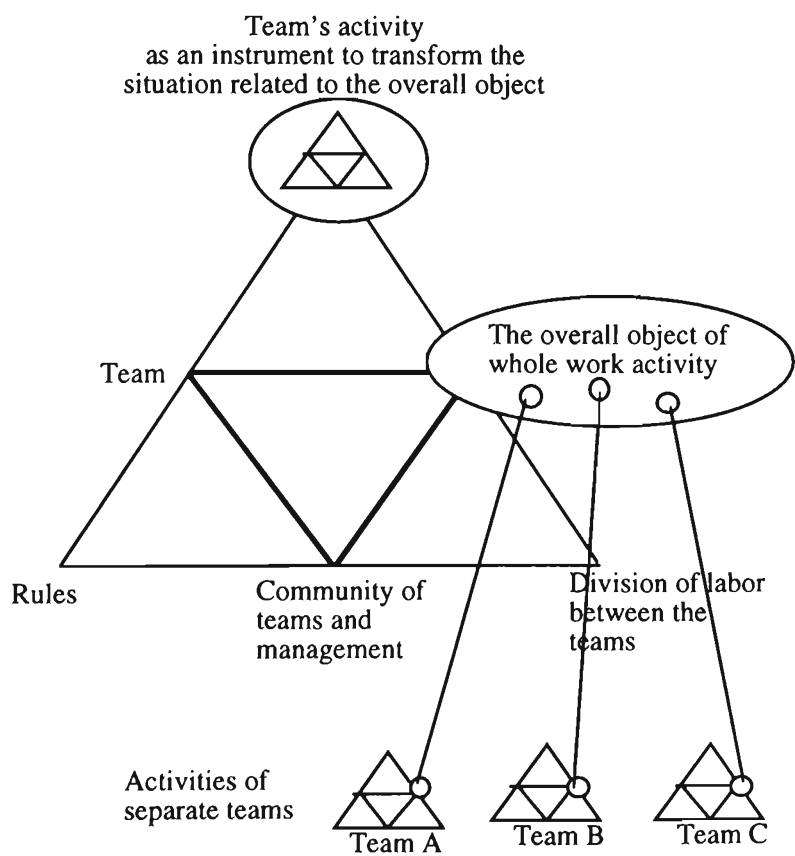 Team's activity
as an instrument to transform the
situation related to the overall object
The overall object of
whole work activity
Team
Rules
Community of
teams and
management
Division of labor
between the
teams
Activities of
separate teams
Team A
Team B
Team C